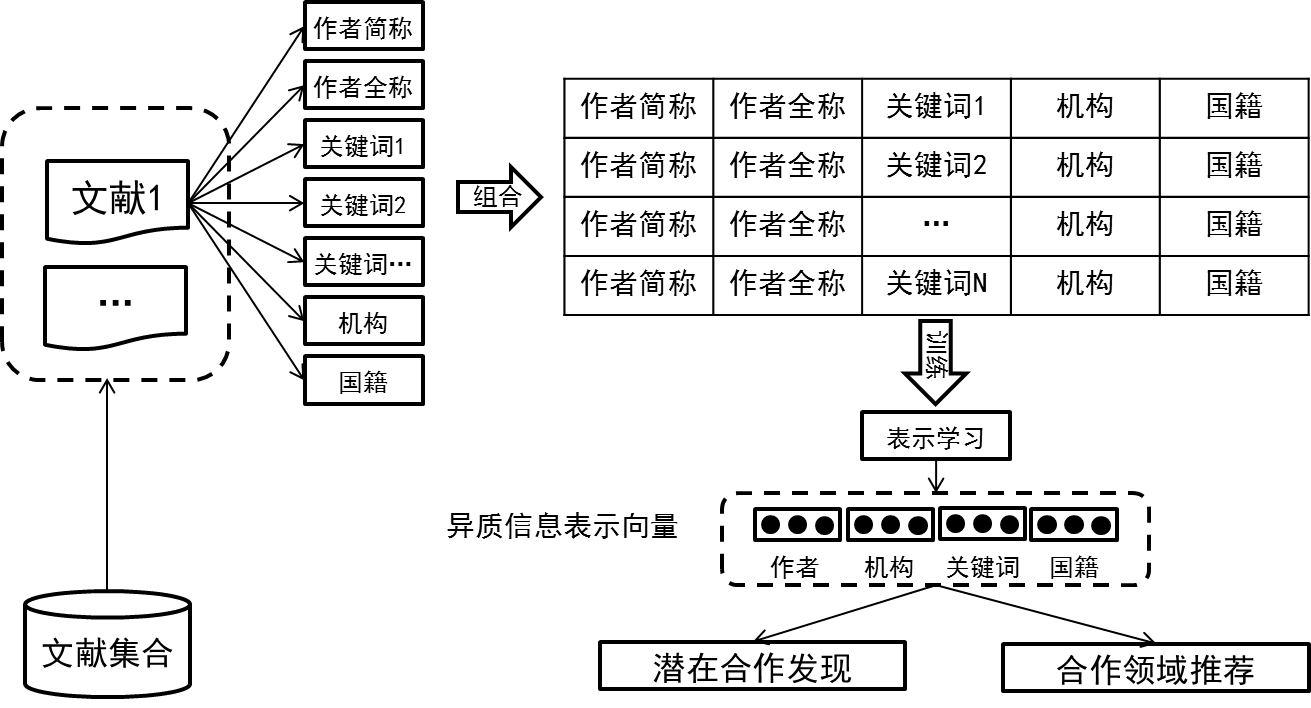 作者简称
作者全称
关键词1
关键词2
关键词…
机构
国籍
文献1
…
文献集合
组合
作者简称 作者全称 关键词1 机构 国籍
作者简称 作者全称 关键词2 机构 国籍
作者简称 作者全称 … 机构 国籍
作者简称 作者全称 关键词N 机构 国籍
训练
表示学习
异质信息表示向量
作者 机构 关键词 国籍
潜在合作发现
合作领域推荐